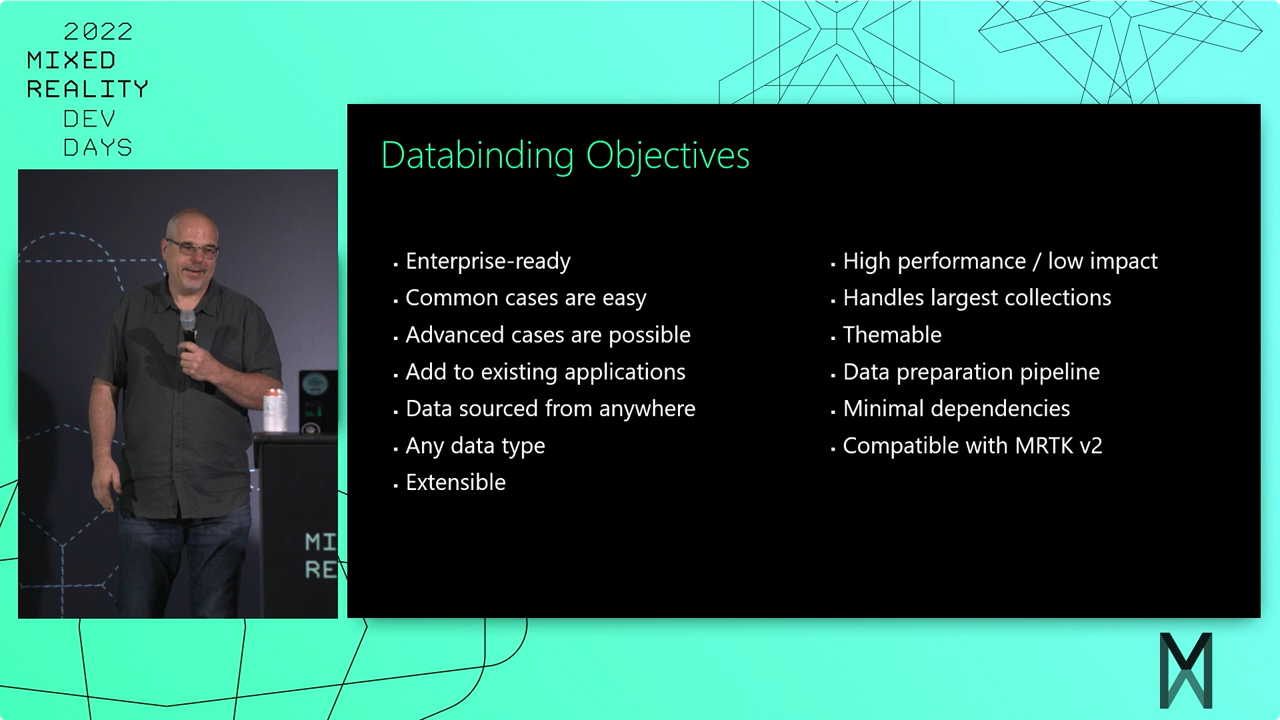 2022
MIXED
REALITY
DEV
DAYS
Databinding Objectives
Enterprise-ready
Common cases are easy
Advanced cases are possible
Add to existing applications
Data sourced from anywhere
Any data type
Extensible
High performance / low impact
Handles largest collections
Themable
Data preparation pipeline
Minimal dependencies
Compatible with MRTK v2
MI
RE